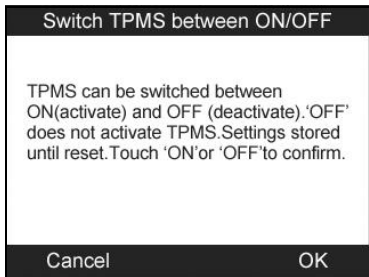 Switch TPMS between ON/OFF
TPMS can be switched between
ON(activate) and OFF (deactivate).‘OFF’
does not activate TPMS.Settings stored
until reset.Touch ‘ON’or ‘OFF’to confirm.
Cancel OK